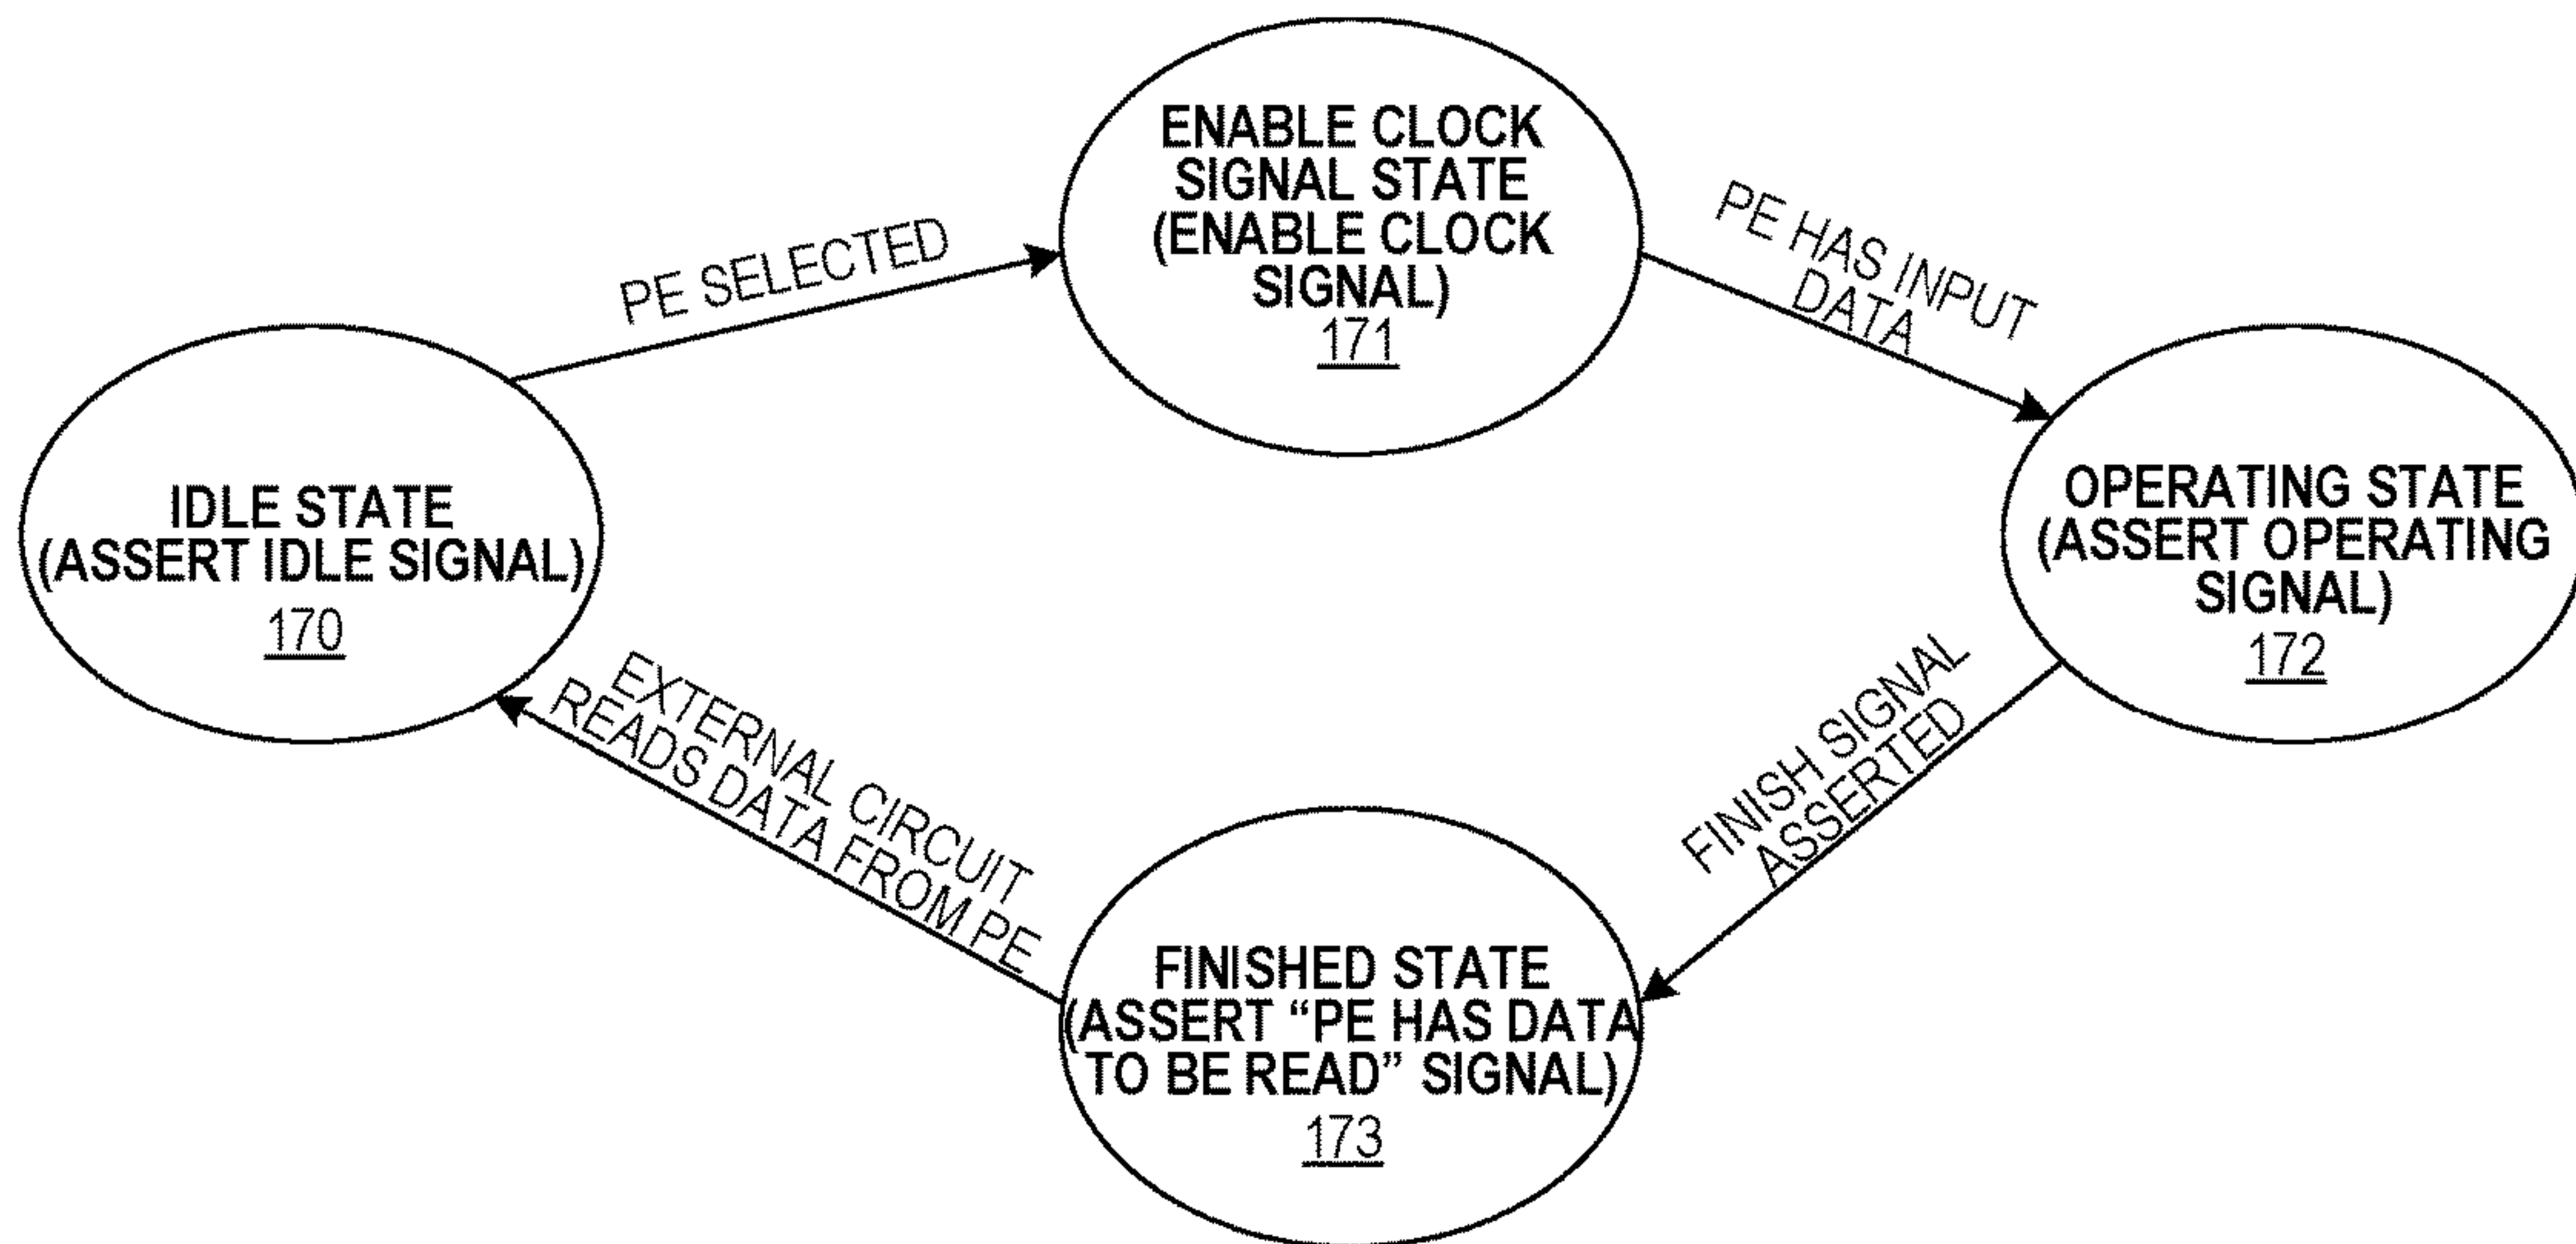 ENABLE CLOCK
SIGNAL STATE
(ENABLE CLOCK
SIGNAL)
171
PE SELECTED
PE HAS INPUT
DATA
IDLE STATE
(ASSERT IDLE SIGNAL)
170
OPERATING STATE
(ASSERT OPERATING
SIGNAL)
172
EXTERNAL CIRCUIT
READS DATA FROM PE
FINISH SIGNAL
ASSERTED
FINISHED STATE
(ASSERT “PE HAS DATA
TO BE READ” SIGNAL)
173